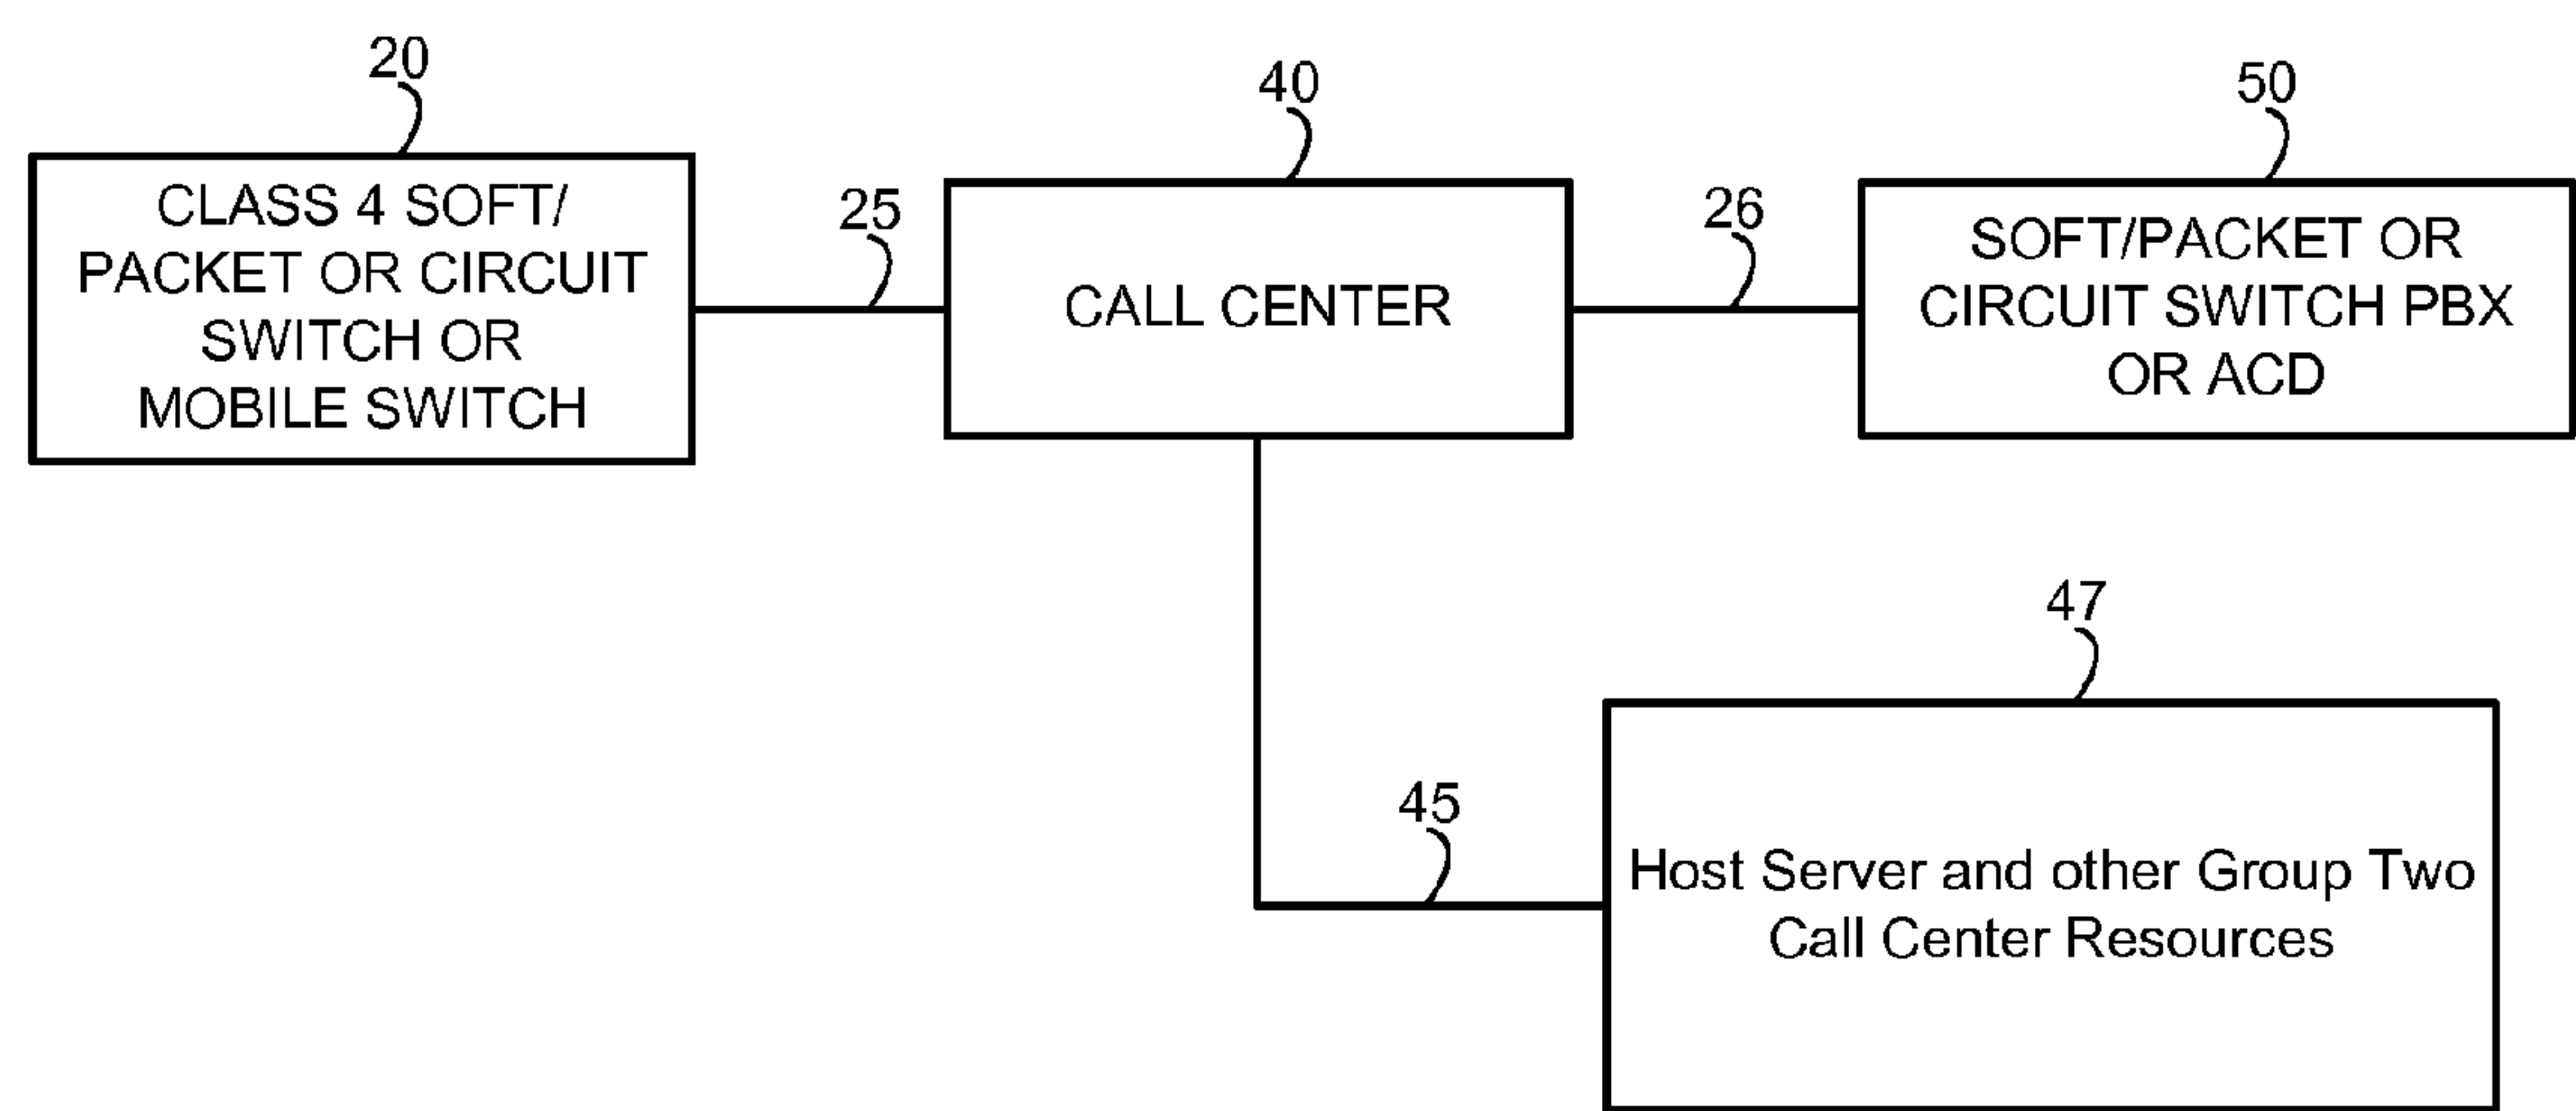 20
40
50
CLASS 4 SOFT/
PACKET OR CIRCUIT
SWITCH OR
MOBILE SWITCH
25
CALL CENTER
26
SOFT/PACKET OR
CIRCUIT SWITCH PBX
OR ACD
47
45
Host Server and other Group Two
Call Center Resources